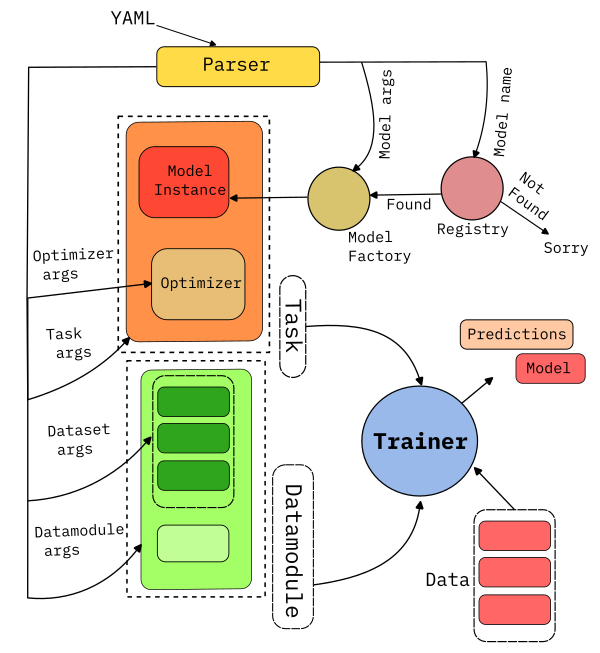 YAML
Parser
Model args
Model name
Model
Instance
Not
Found
Found
Model
Factory
Registry
Sorry
Optimizer
args
Optimizer
Task
Task
args
Predictions
Model
Trainer
Dataset
args
Datamodule
Datamodule
args
Data